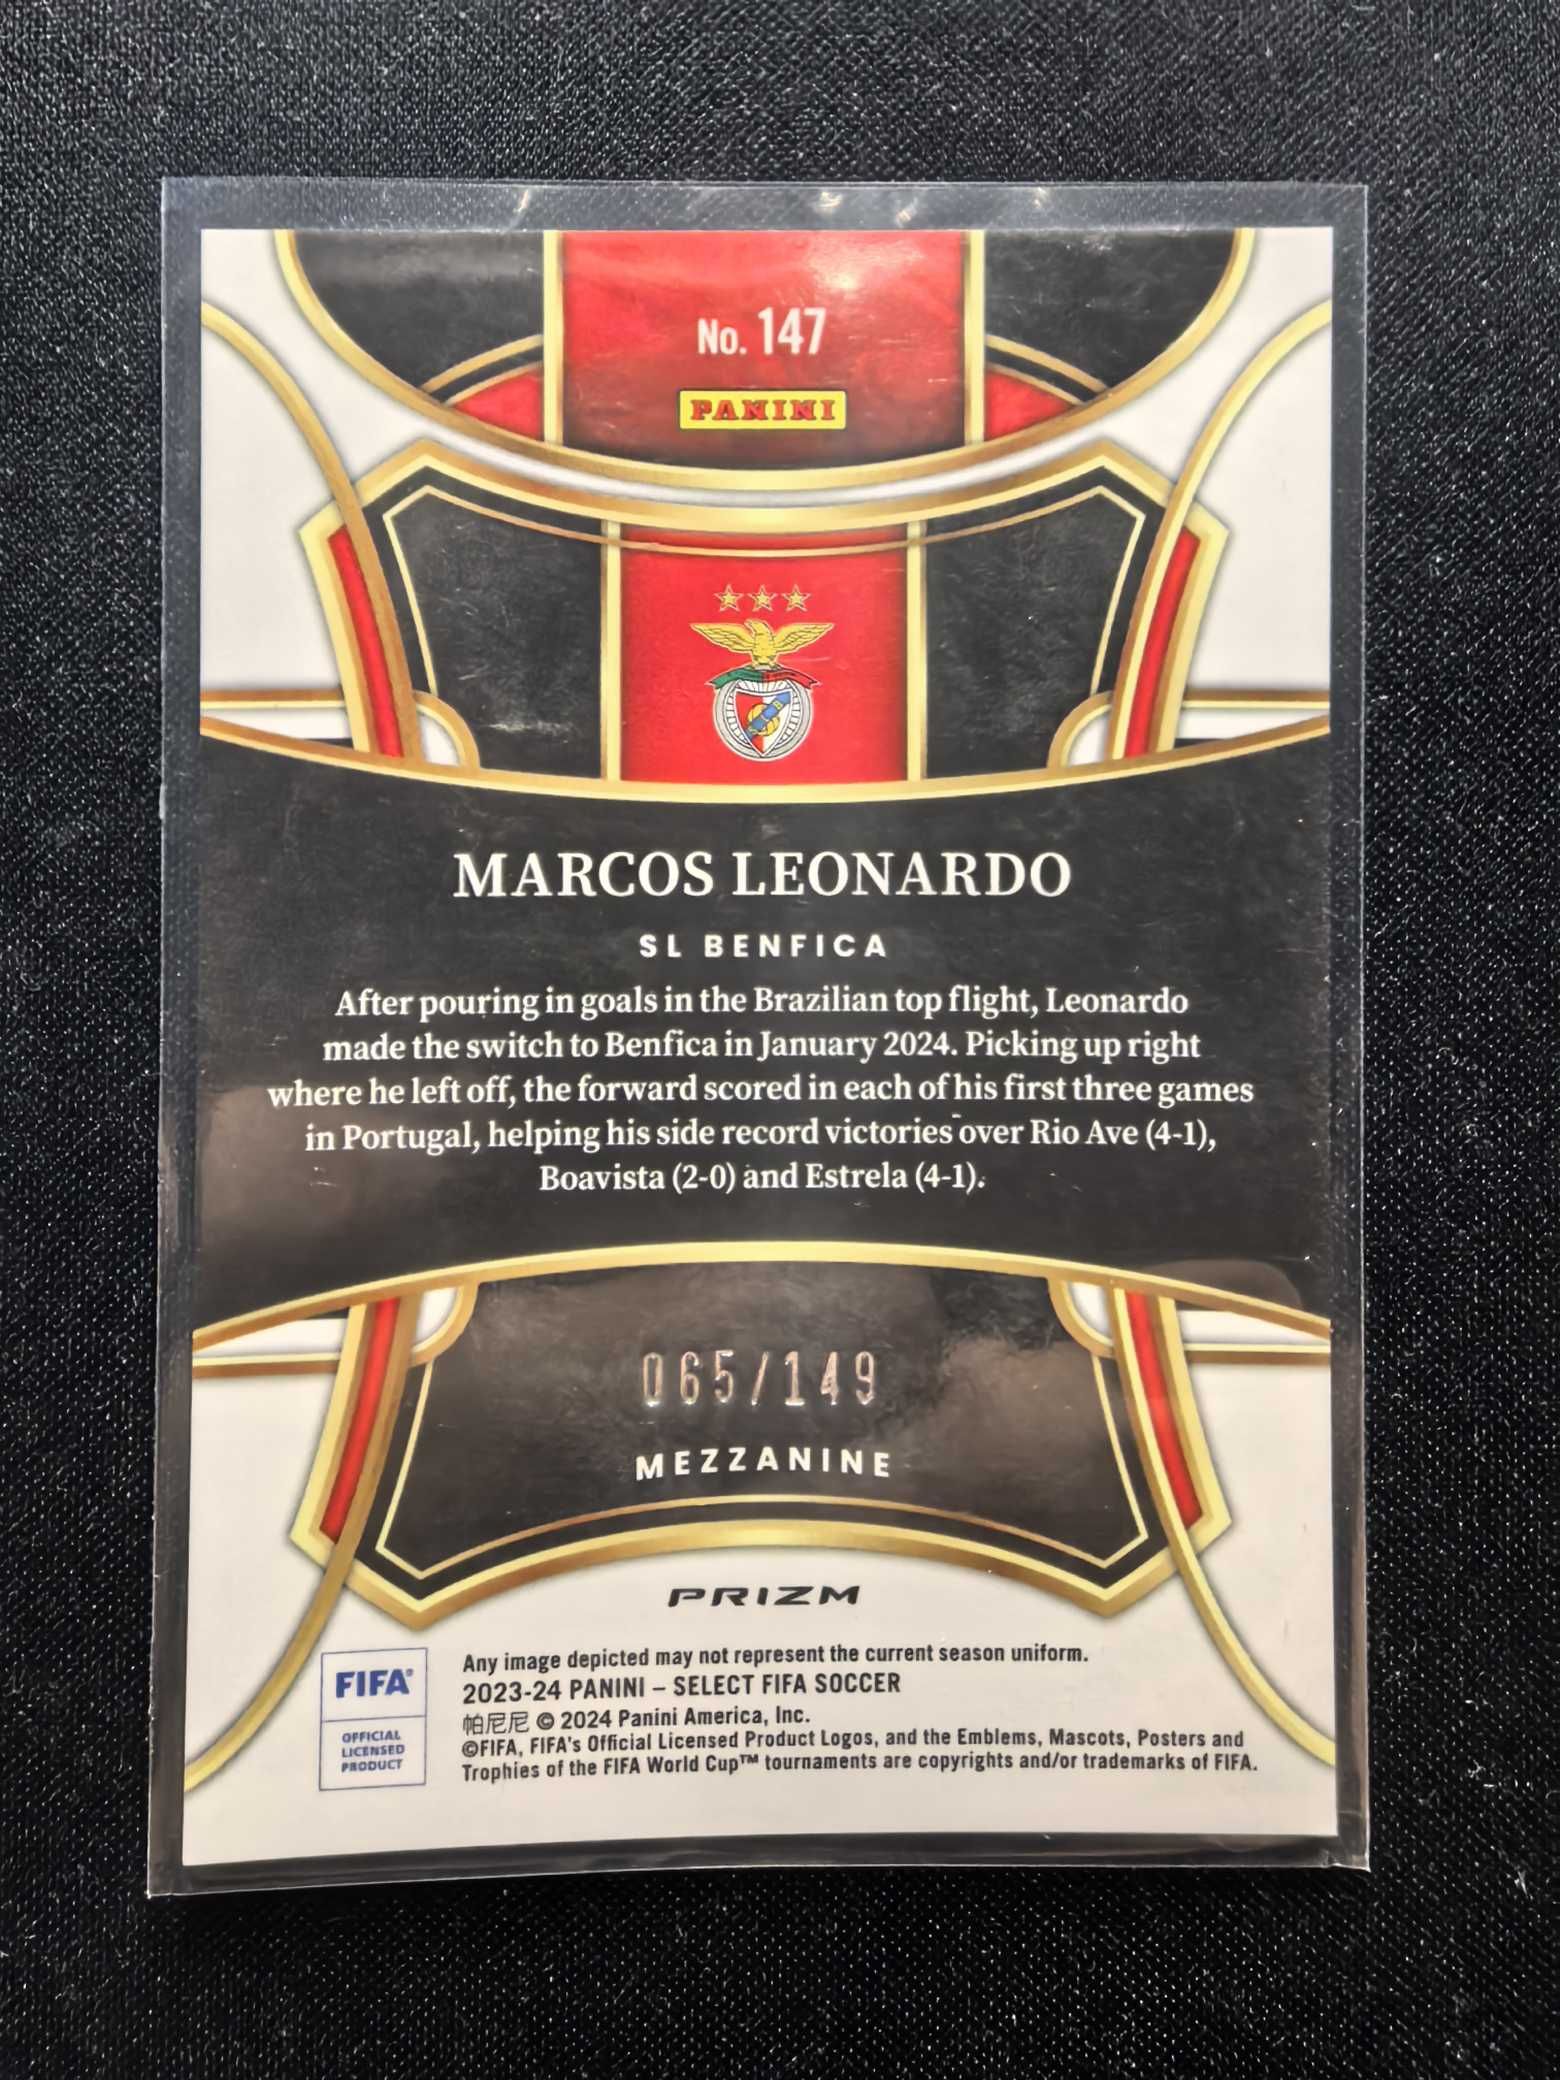 No. 147
PANINI
MARCOS LEONARDO
SL BENFICA
After pouring in goals in the Brazilian top flight, Leonardo
made the switch to Benfica in January 2024. Picking up right
where he left off, the forward scored in each of his first three games
in Portugal, helping his side record victories over Rio Ave (4-1),
Boavista (2-0) and Estrela (4-1).
065/149
MEZZANINE
PRIZM
FIFA®
OFFICIAL
LICENSED
PRODUCT
Any image depicted may not represent the current season uniform.
2023-24 PANINI – SELECT FIFA SOCCER
帕尼尼 © 2024 Panini America, Inc.
©FIFA, FIFA's Official Licensed Product Logos, and the Emblems, Mascots, Posters and
Trophies of the FIFA World Cup™ tournaments are copyrights and/or trademarks of FIFA.